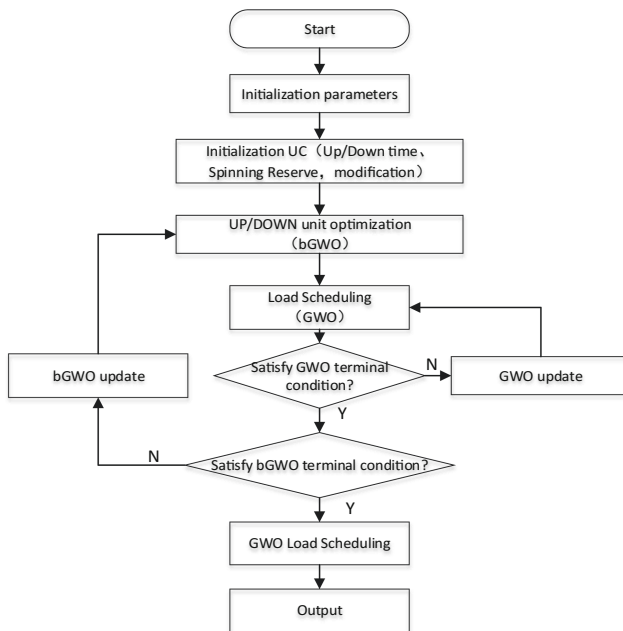 Start
Initialization parameters
Initialization UC（Up/Down time、
Spinning Reserve，modification）
UP/DOWN unit optimization
（bGWO）
Load Scheduling
（GWO）
Satisfy GWO terminal
condition?
N
GWO update
bGWO update
Y
Satisfy bGWO terminal condition?
N
Y
GWO Load Scheduling
Output